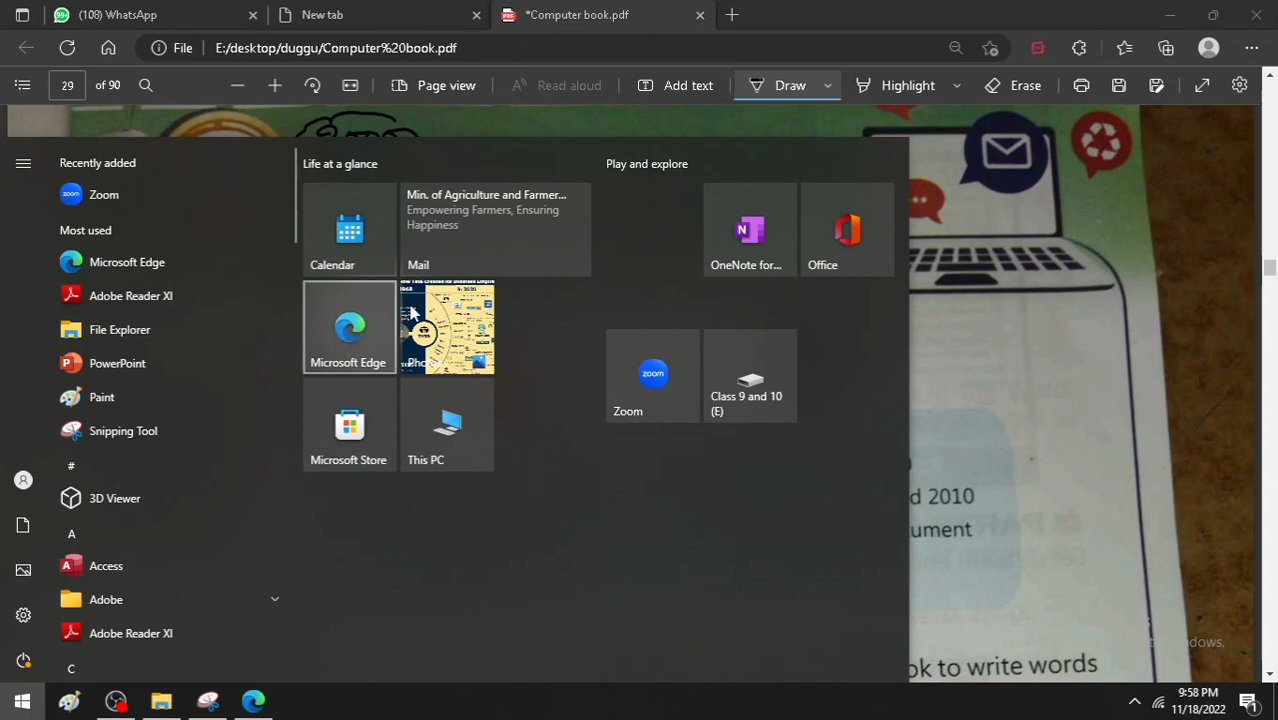 (108) WhatsApp
New tab
*Computer book.pdf
File
E:/desktop/duggu/Computer%20book.pdf
29
of 90
Page view
Read aloud
Add text
Draw
Highlight
Erase
Recently added
Zoom
Most used
Microsoft Edge
Adobe Reader XI
File Explorer
PowerPoint
Paint
Snipping Tool
#
3D Viewer
A
Access
Adobe
Adobe Reader XI
C
Life at a glance
Calendar
Min. of Agriculture and Farmer...
Empowering Farmers, Ensuring
Happiness
Mail
Microsoft Edge
Microsoft Store
This PC
Play and explore
OneNote for...
Office
zoom
Zoom
Class 9 and 10
(E)
d 2010
ument
ok to write words
9:58 PM
11/18/2022